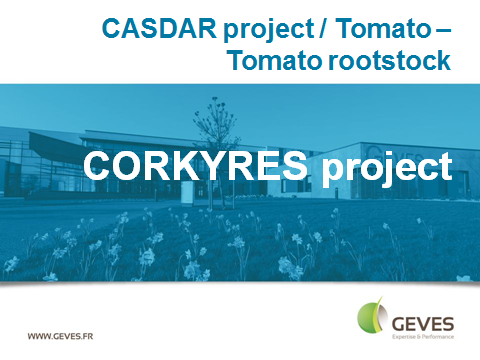 CASDAR project / Tomato –
Tomato rootstock
CORKYRES project
WWW.GEVES.FR
GEVES
Expertise & Performance